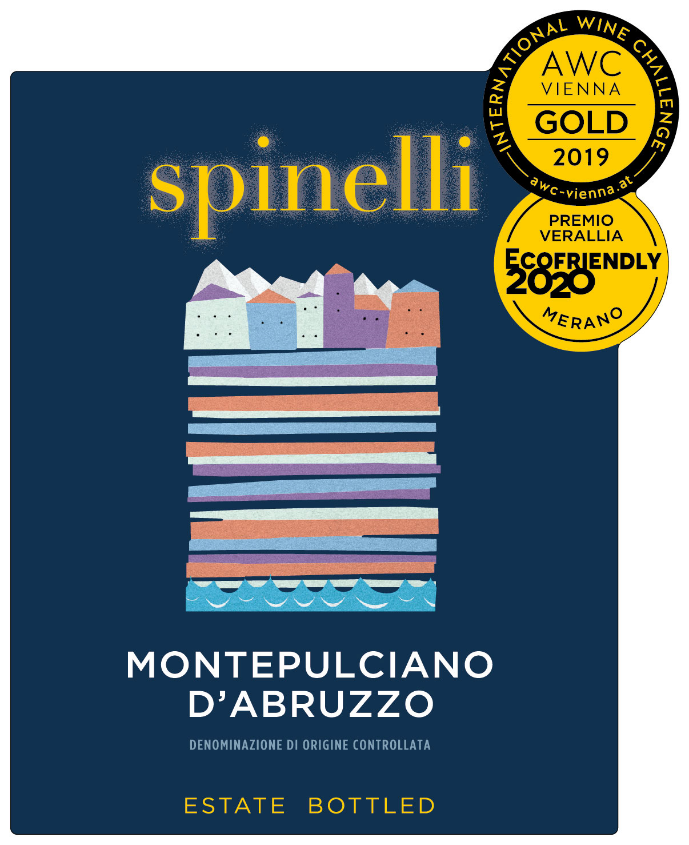 INTERNATIONAL WINE CHALLENGE
AWC
VIENNA
GOLD
2019
awc-vienna.at
PREMIO
VERALLIA
ECOFRIENDLY
2020
MERANO
spinelli
MONTEPULCIANO
D’ABRUZZO
DENOMINAZIONE DI ORIGINE CONTROLLATA
ESTATE BOTTLED